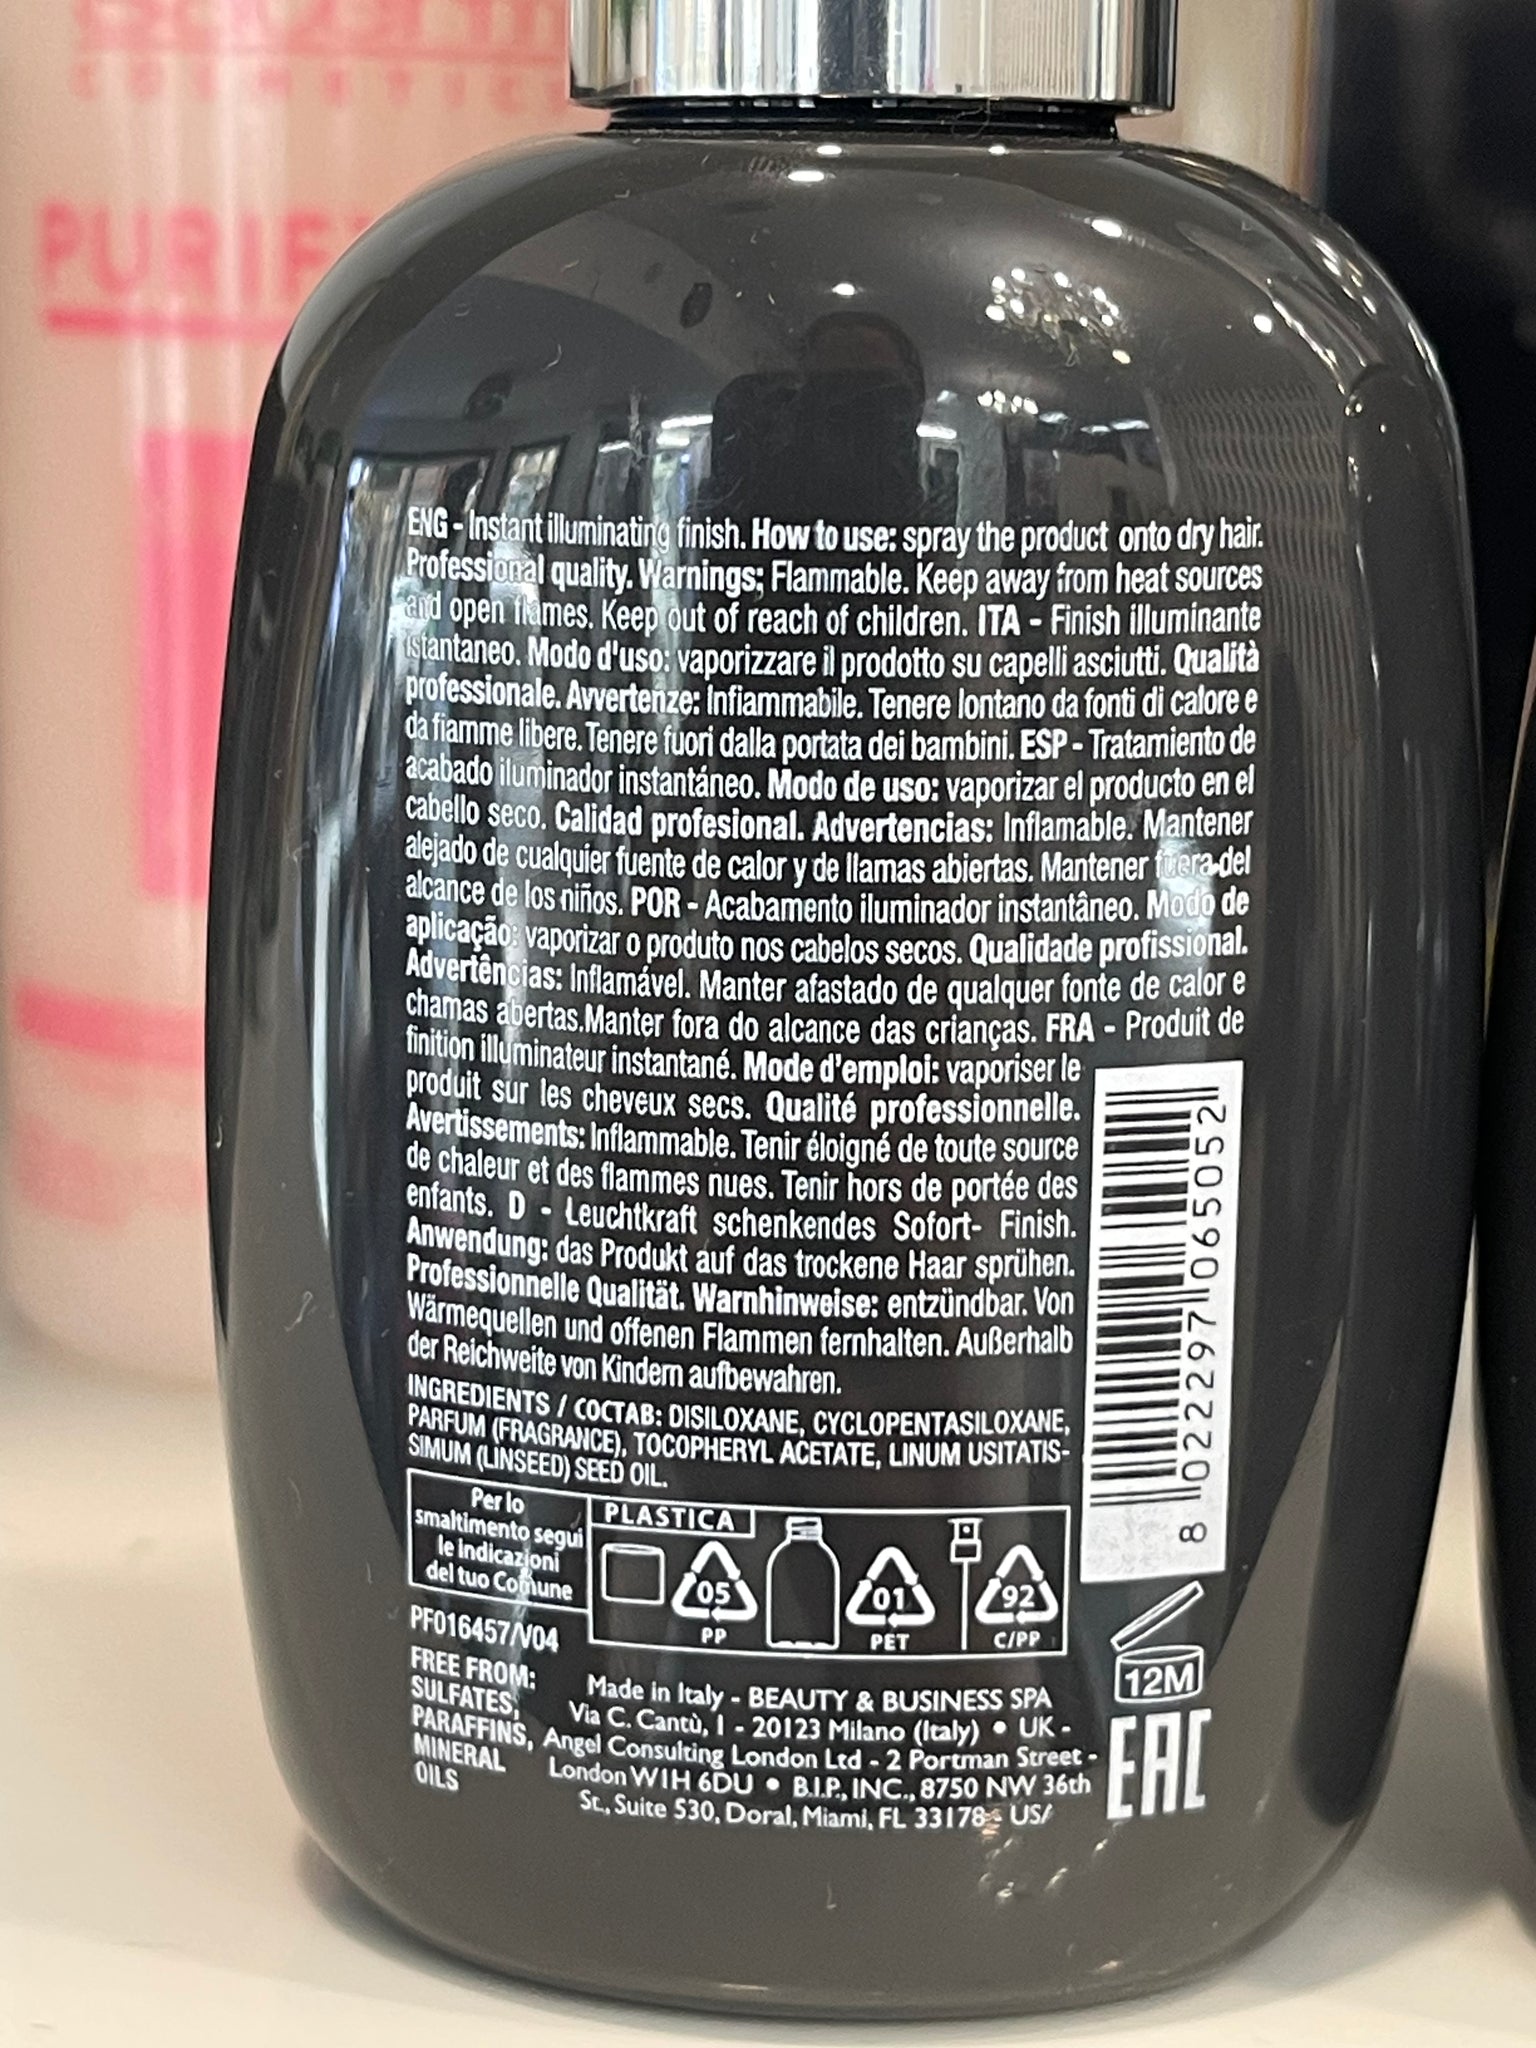 PURIF
ENG - Instant illuminating finish. How to use: spray the product onto dry hair.
Professional quality. Warnings; Flammable. Keep away from heat sources
and open flames. Keep out of reach of children. ITA - Finish illuminante
istantaneo. Modo d'uso: vaporizzare il prodotto su capelli asciutti. Qualità
professionale. Avvertenze: Infiammabile. Tenere lontano da fonti di calore e
da fiamme libere. Tenere fuori dalla portata dei bambini. ESP - Tratamiento de
acabado iluminador instantáneo. Modo de uso: vaporizar el producto en el
cabello seco. Calidad profesional. Advertencias: Inflamable. Mantener
alejado de cualquier fuente de calor y de llamas abiertas. Mantener fuera del
alcance de los niños. POR - Acabamento iluminador instantâneo. Modo de
aplicação: vaporizar o produto nos cabelos secos. Qualidade profissional.
Advertências: Inflamável. Manter afastado de qualquer fonte de calor e
chamas abertas.Manter fora do alcance das crianças. FRA - Produit de
finition illuminateur instantané. Mode d'emploi: vaporiser le
produit sur les cheveux secs. Qualité professionnelle.
Avertissements: Inflammable. Tenir éloigné de toute source
de chaleur et des flammes nues. Tenir hors de portée des
enfants. D - Leuchtkraft schenkendes Sofort- Finish.
Anwendung: das Produkt auf das trockene Haar sprühen.
Professionnelle Qualität. Warnhinweise: entzündbar. Von
Wärmequellen und offenen Flammen fernhalten. Außerhalb
der Reichweite von Kindern aufbewahren.
INGREDIENTS / СОСТАВ: DISILOXANE, CYCLOPENTASILOXANE,
PARFUM (FRAGRANCE), TOCOPHERYL ACETATE, LINUM USITATIS-
SIMUM (LINSEED) SEED OIL.
8 022297 065052
Per lo
smaltimento segui
le indicazioni
del tuo Comune
PLASTICA
05
PP
01
PET
92
C/PP
12M
EAC
PF016457/V04
FREE FROM:
SULFATES,
PARAFFINS,
MINERAL
OILS
Made in Italy - BEAUTY & BUSINESS SPA
Via C. Cantù, 1 - 20123 Milano (Italy) • UK -
Angel Consulting London Ltd - 2 Portman Street -
London W1H 6DU • B.I.P., INC., 8750 NW 36th
St., Suite 530, Doral, Miami, FL 33178 - USA